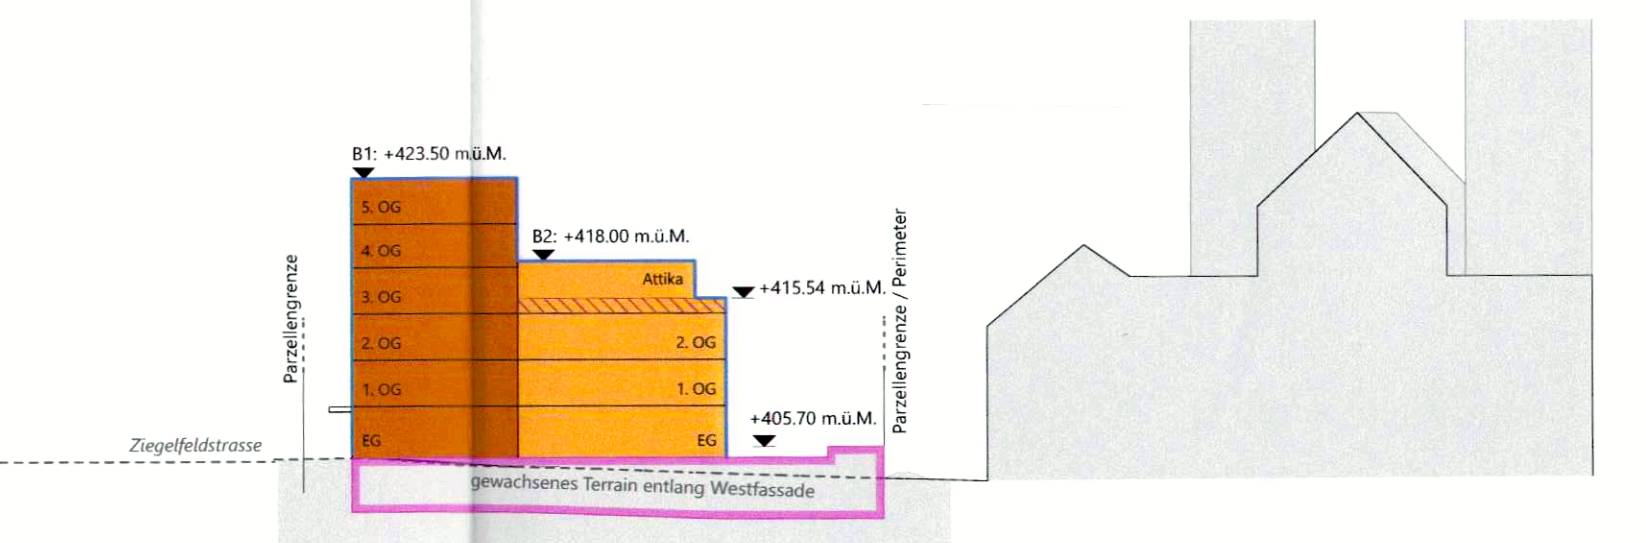 B1: +423.50 m.ü.M.
5. OG
4. OG
3. OG
2. OG
1. OG
EG
B2: +418.00 m.ü.M.
Attika
+415.54 m.ü.M.
2. OG
1. OG
EG
+405.70 m.ü.M.
Parzellengrenze
Parzellengrenze / Perimeter
Ziegelfeldstrasse
gewachsenes Terrain entlang Westfassade